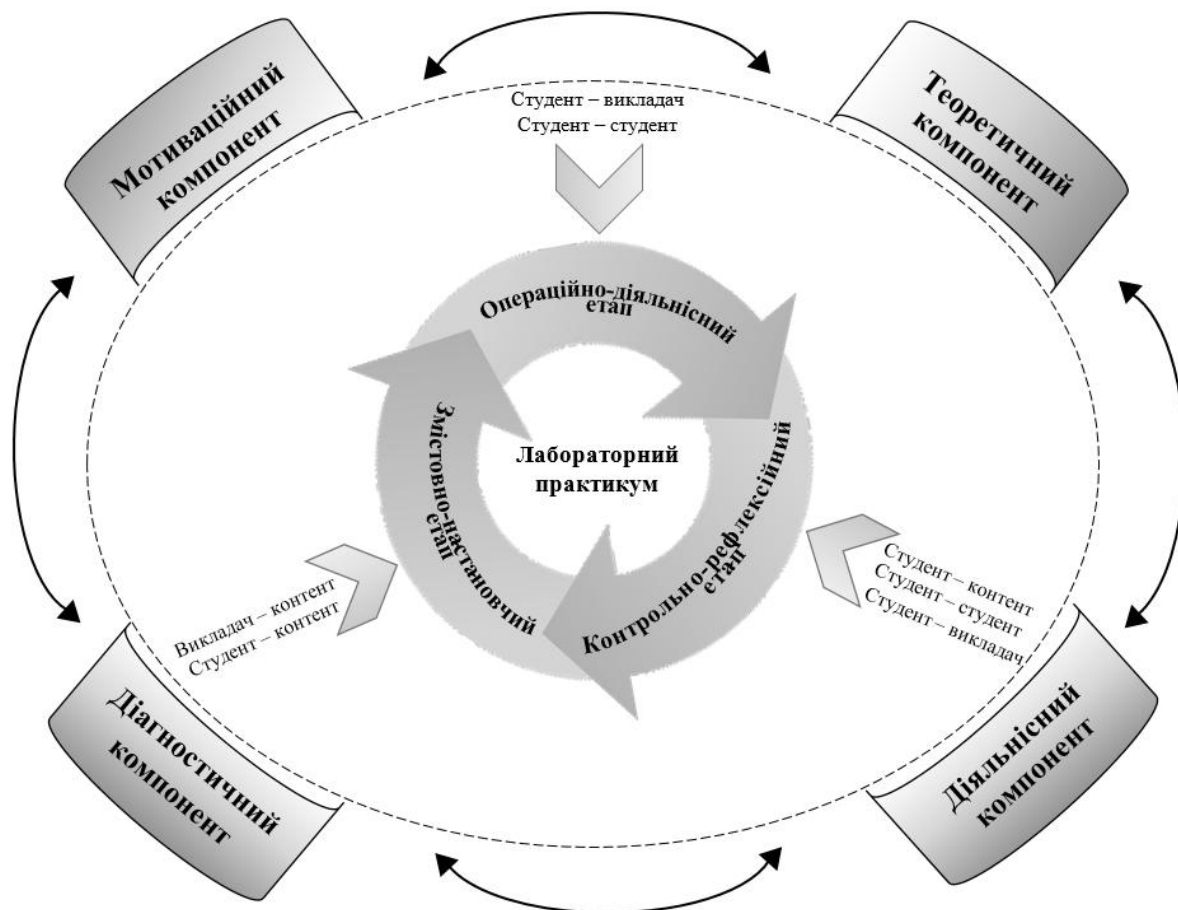 Мотиваційний
компонент
Студент – викладач
Студент – студент
Теоретичний
компонент
Операційно-діяльнісний
етап
Змістовно-настановчий
етап
Лабораторний
практикум
Контрольно-рефлексійний
етап
Викладач – контент
Студент – контент
Студент – контент
Студент – студент
Студент – викладач
Діагностичний
компонент
Діяльнісний
компонент